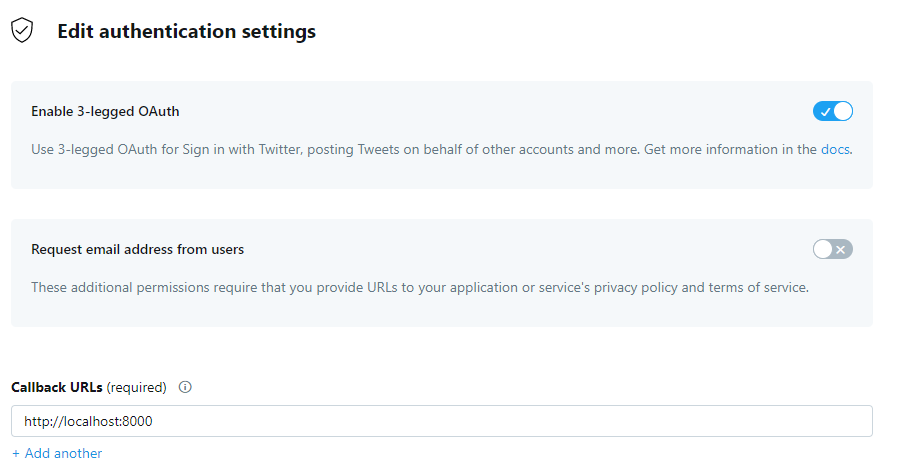 Edit authentication settings
Enable 3-legged OAuth
Use 3-legged OAuth for Sign in with Twitter, posting Tweets on behalf of other accounts and more. Get more information in the docs.
Request email address from users
These additional permissions require that you provide URLs to your application or service's privacy policy and terms of service.
Callback URLs (required)
http://localhost:8000
+ Add another